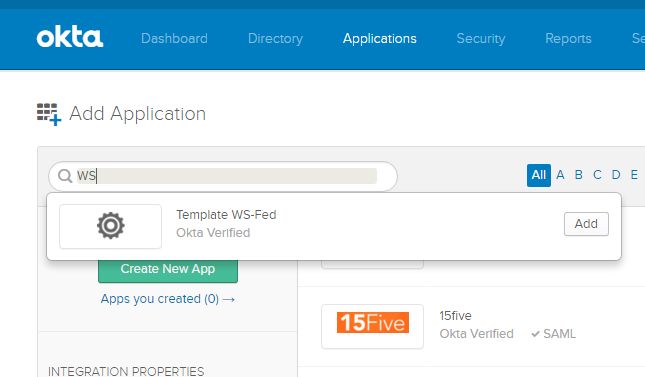 okta Dashboard Directory Applications Security Reports Se
Add Application
WS
All A B C D E
Template WS-Fed
Okta Verified
Add
Create New App
Apps you created (0) →
15Five
15five
Okta Verified ✓ SAML
INTEGRATION PROPERTIES